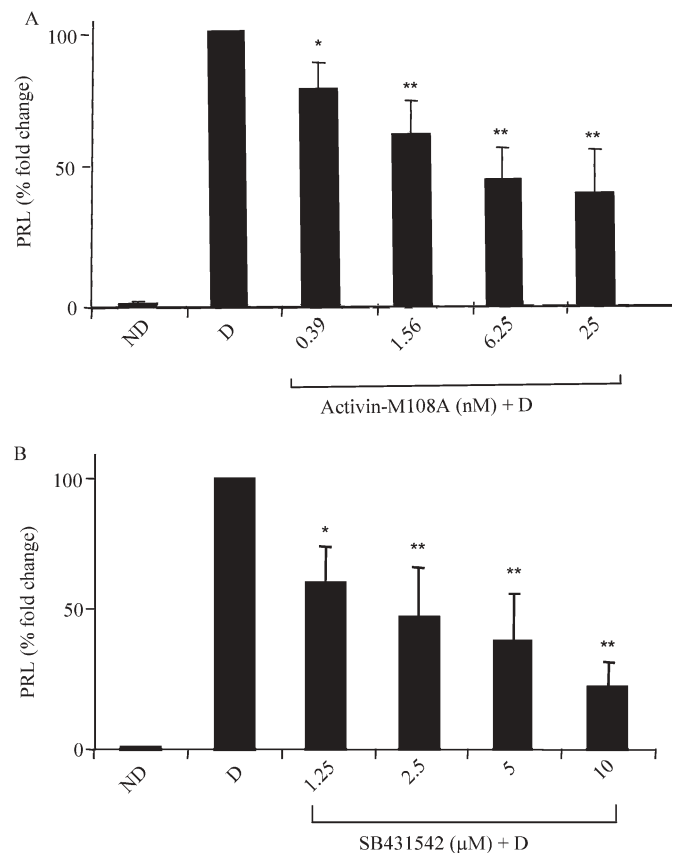 A
100
50
0
PRL (% fold change)
* ** ** **
ND D 0.39 1.56 6.25 25
Activin-M108A (nM) + D
B
100
50
0
PRL (% fold change)
* ** ** **
ND D 1.25 2.5 5 10
SB431542 (μM) + D